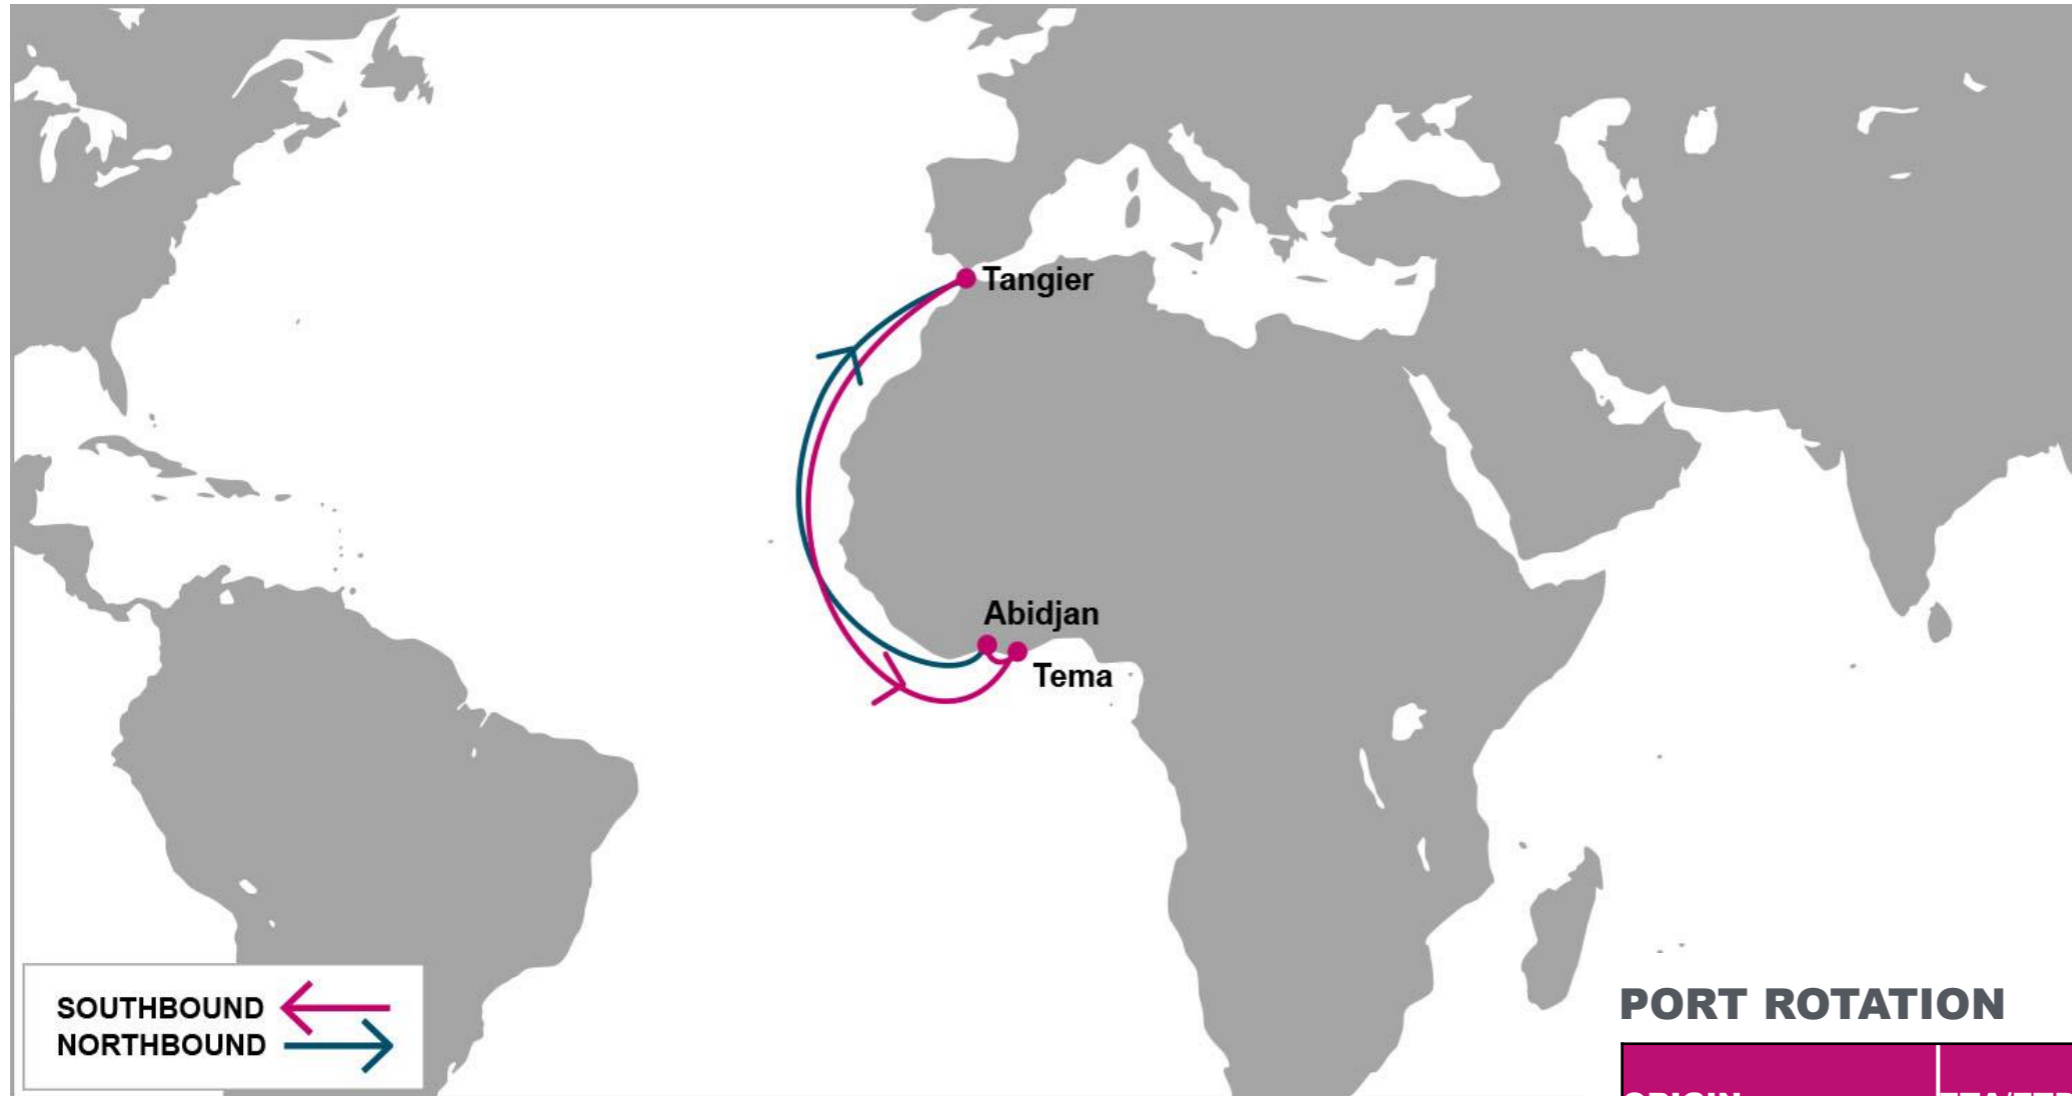 Tangier
Abidjan
Tema
SOUTHBOUND
NORTHBOUND
PORT ROTATION